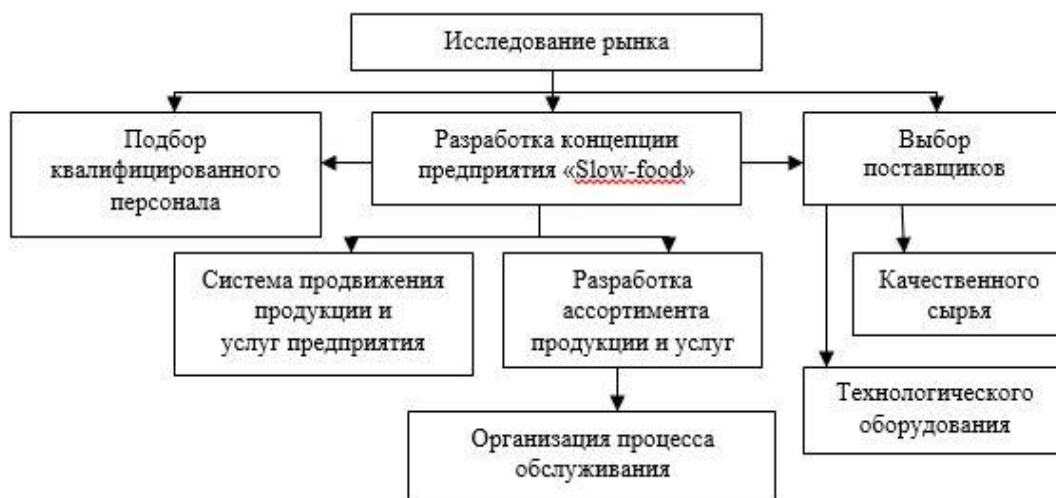 Исследование рынка
Подбор
квалифицированного
персонала
Разработка концепции
предприятия «Slow-food»
Выбор
поставщиков
Система продвижения
продукции и
услуг предприятия
Разработка
ассортимента
продукции и услуг
Качественного
сырья
Технологического
оборудования
Организация процесса
обслуживания